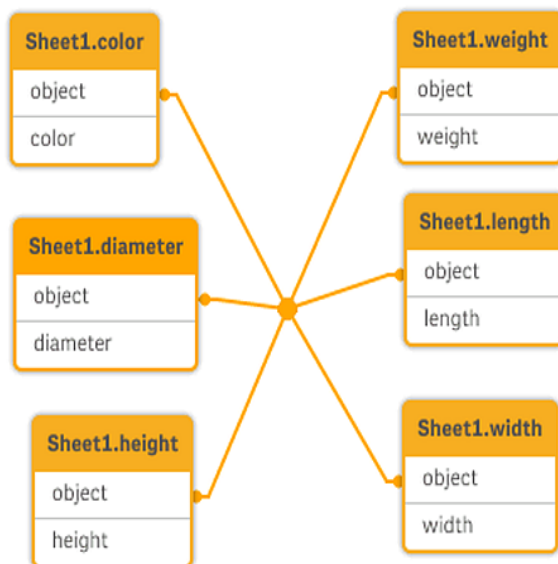 Sheet1.color
object
color
Sheet1.diameter
object
diameter
Sheet1.height
object
height
Sheet1.weight
object
weight
Sheet1.length
object
length
Sheet1.width
object
width